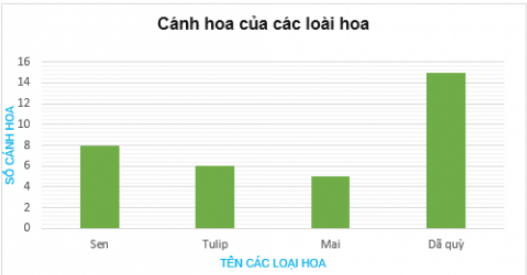 Cánh hoa của các loài hoa
16
14
12
10
8
6
4
2
0
SỐ CÁNH HOA
Sen Tulip Mai Dã quỳ
TÊN CÁC LOẠI HOA